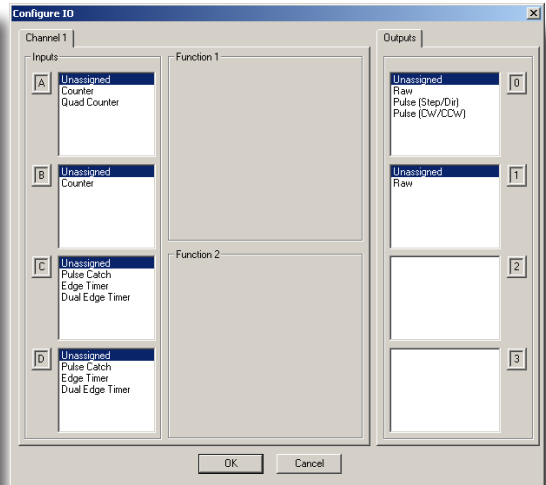 Configure IO
Channel 1
Outputs
Inputs
Function 1
A
Unassigned
Counter
Quad Counter
B
Unassigned
Counter
Function 2
C
Unassigned
Pulse Catch
Edge Timer
Dual Edge Timer
D
Unassigned
Pulse Catch
Edge Timer
Dual Edge Timer
Unassigned
Raw
Pulse (Step/Dir)
Pulse (CW/CCW)
0
Unassigned
Raw
1
2
3
OK
Cancel